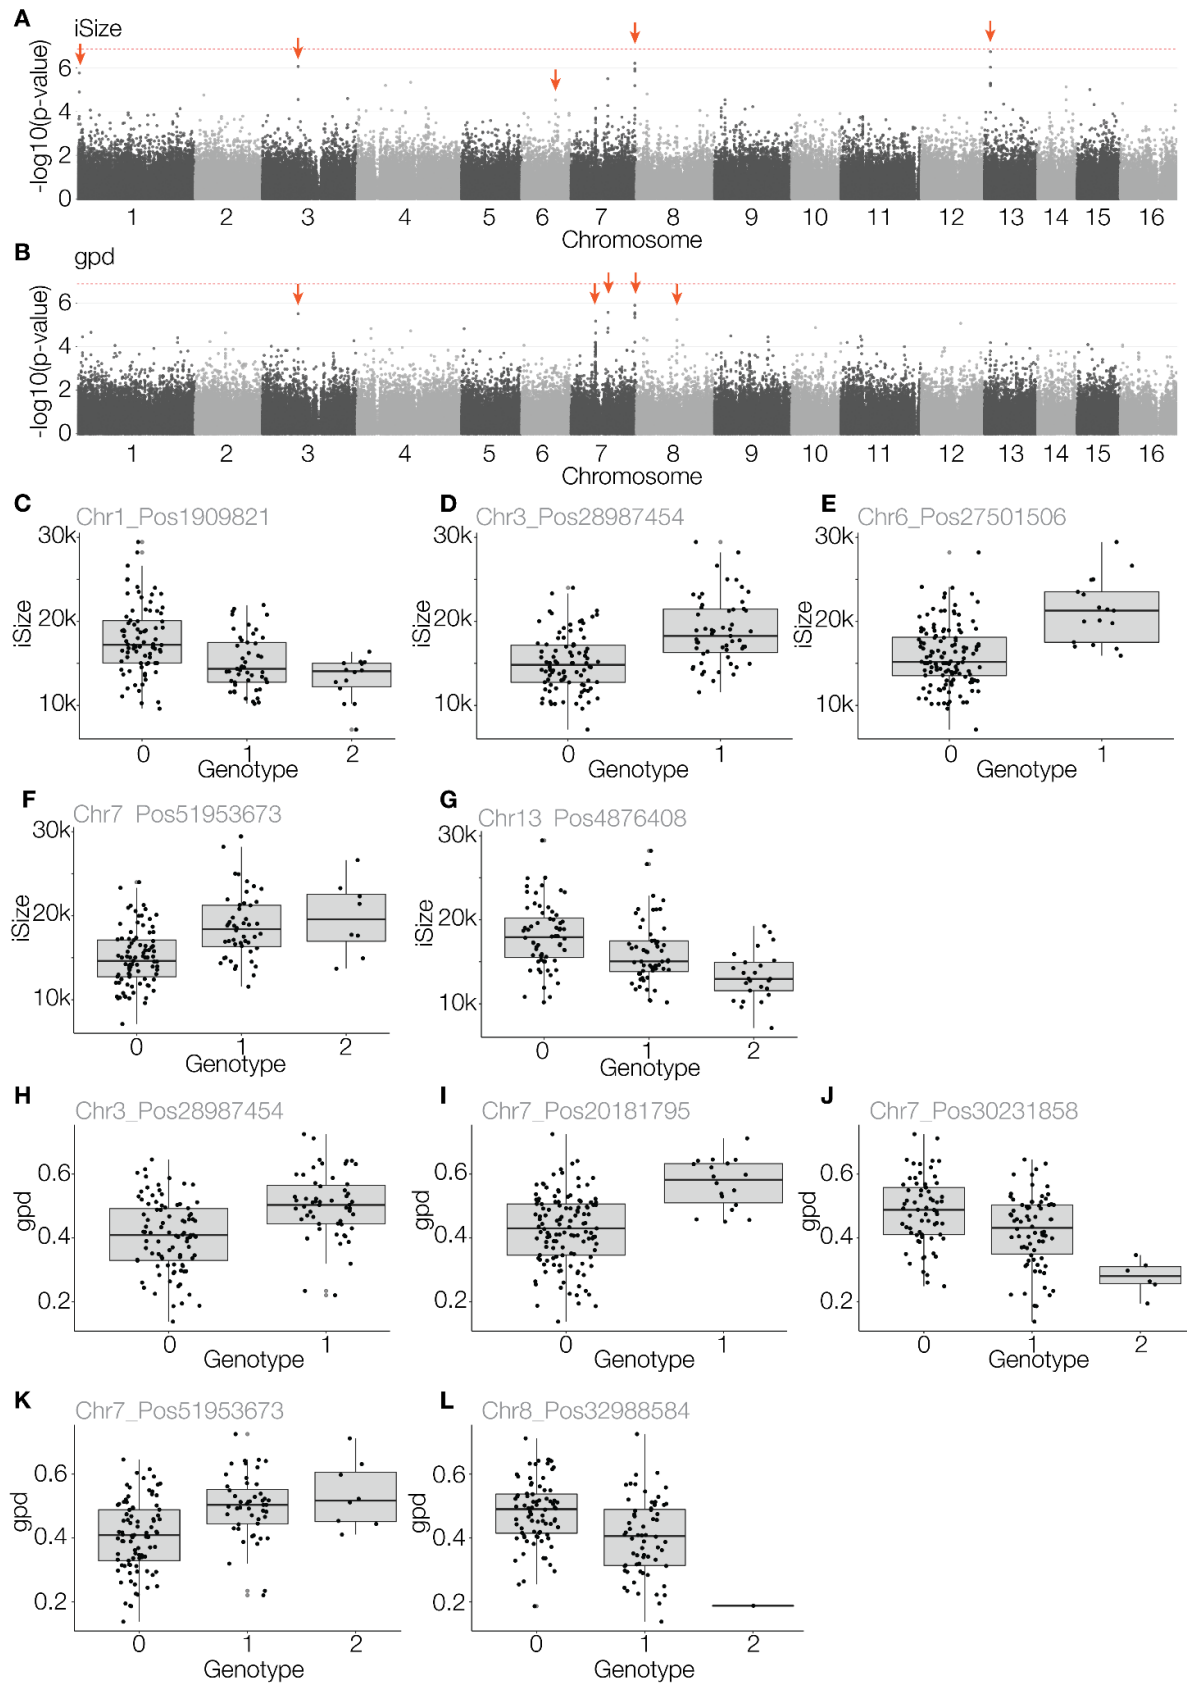 A
iSize
-log10(p-value)
6
4
2
0
1 2 3 4 5 6 7 8 9 10 11 12 13 14 15 16
Chromosome
B
gpd
-log10(p-value)
6
4
2
0
1 2 3 4 5 6 7 8 9 10 11 12 13 14 15 16
Chromosome
C
Chr1_Pos1909821
iSize
30k
20k
10k
0 1 2
Genotype
D
Chr3_Pos28987454
iSize
30k
20k
10k
0 1
Genotype
E
Chr6_Pos27501506
iSize
30k
20k
10k
0 1
Genotype
F
Chr7 Pos51953673
iSize
30k
20k
10k
0 1 2
Genotype
G
Chr13 Pos4876408
iSize
30k
20k
10k
0 1 2
Genotype
H
Chr3_Pos28987454
gpd
0.6
0.4
0.2
0 1
Genotype
I
Chr7_Pos20181795
gpd
0.6
0.4
0.2
0 1
Genotype
J
Chr7_Pos30231858
gpd
0.6
0.4
0.2
0 1 2
Genotype
K
Chr7_Pos51953673
gpd
0.6
0.4
0.2
0 1 2
Genotype
L
Chr8_Pos32988584
gpd
0.6
0.4
0.2
0 1 2
Genotype